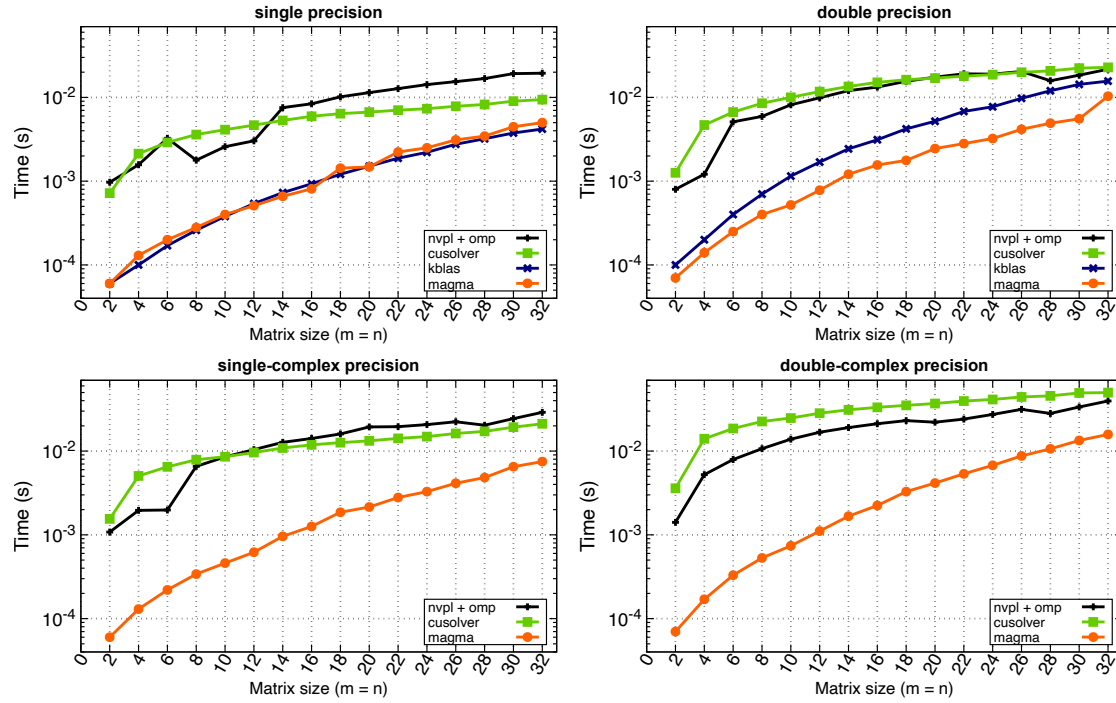 single precision
Time (s)
10^-2
10^-3
10^-4
nvpl + omp
cusolver
kblas
magma
0 2 4 6 8 10 12 14 16 18 20 22 24 26 28 30 32
Matrix size (m = n)
double precision
Time (s)
10^-2
10^-3
10^-4
nvpl + omp
cusolver
kblas
magma
0 2 4 6 8 10 12 14 16 18 20 22 24 26 28 30 32
Matrix size (m = n)
single-complex precision
Time (s)
10^-2
10^-3
10^-4
nvpl + omp
cusolver
magma
0 2 4 6 8 10 12 14 16 18 20 22 24 26 28 30 32
Matrix size (m = n)
double-complex precision
Time (s)
10^-2
10^-3
10^-4
nvpl + omp
cusolver
magma
0 2 4 6 8 10 12 14 16 18 20 22 24 26 28 30 32
Matrix size (m = n)